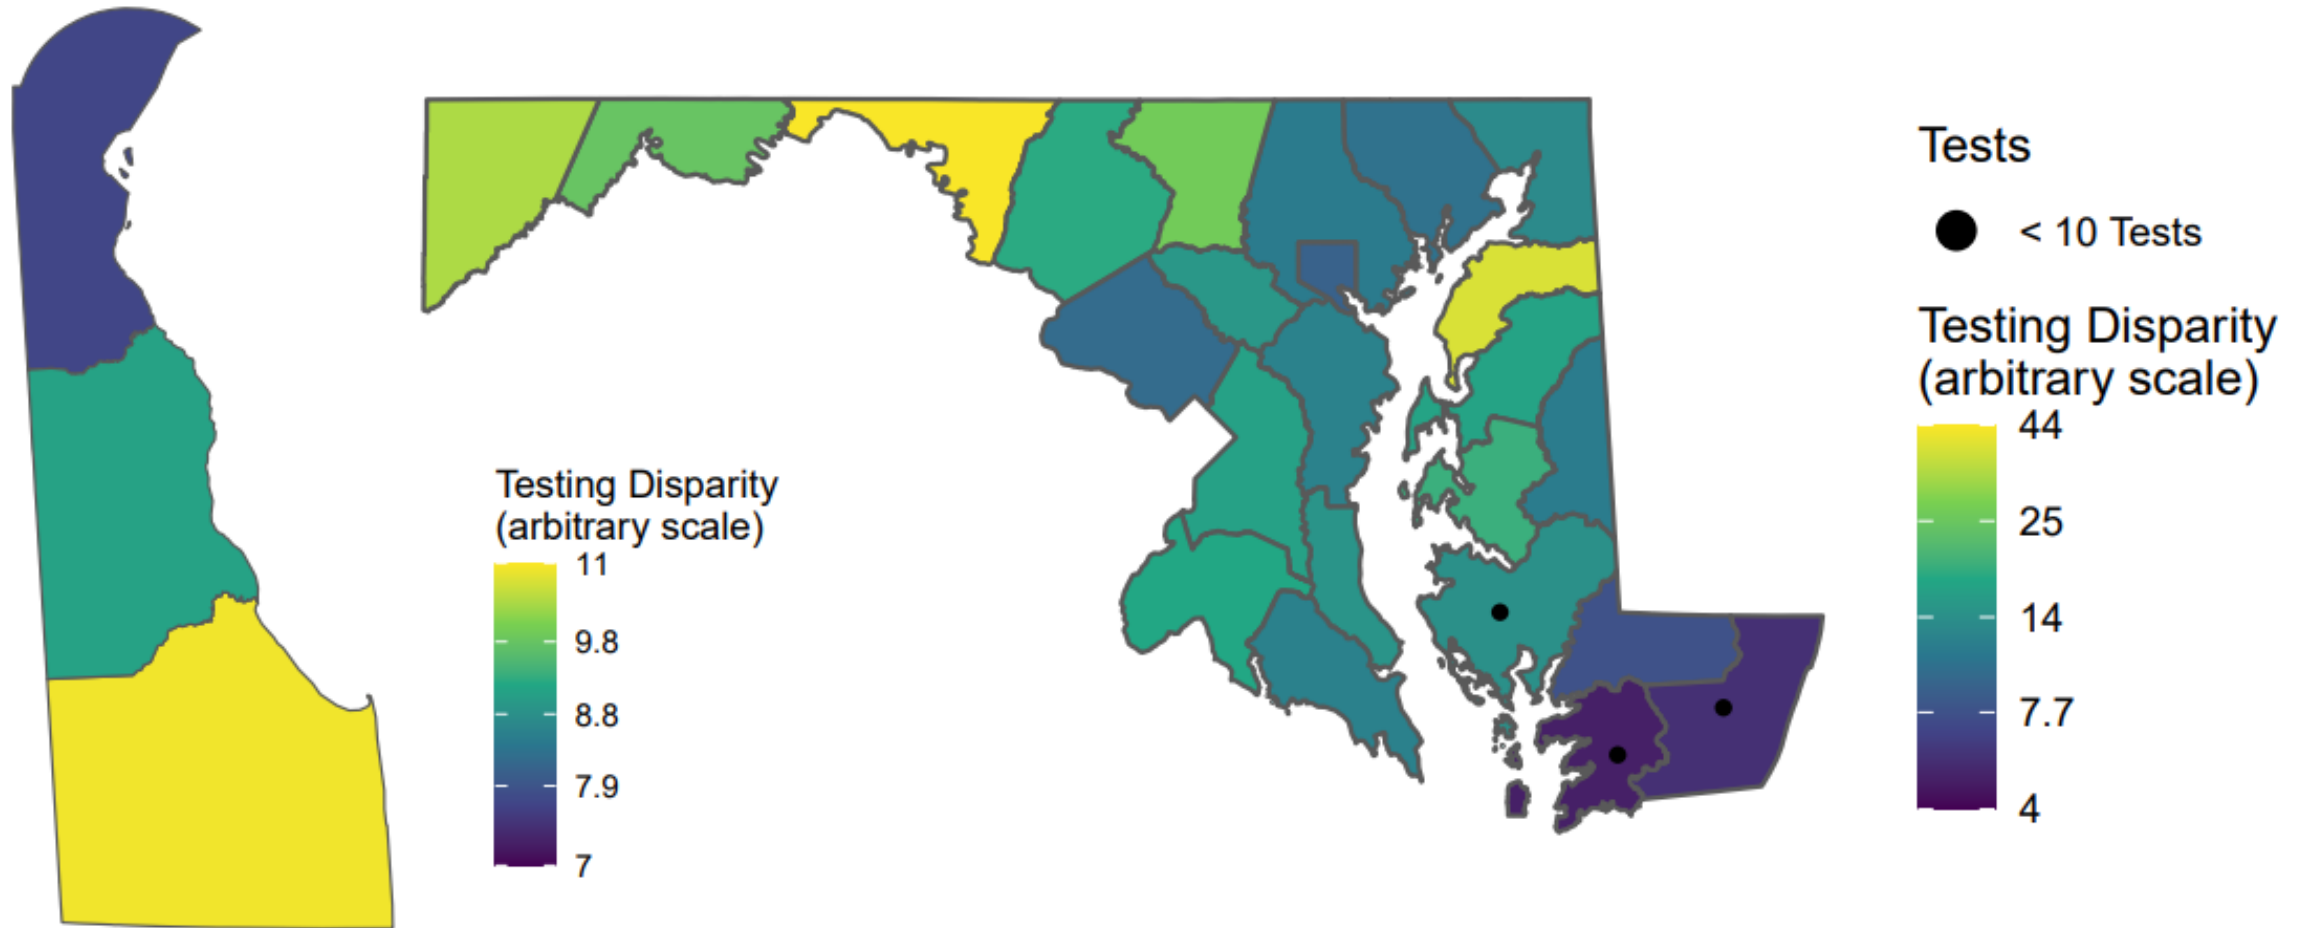 Testing Disparity
(arbitrary scale)
11
9.8
8.8
7.9
7
Tests
< 10 Tests
Testing Disparity
(arbitrary scale)
44
25
14
7.7
4